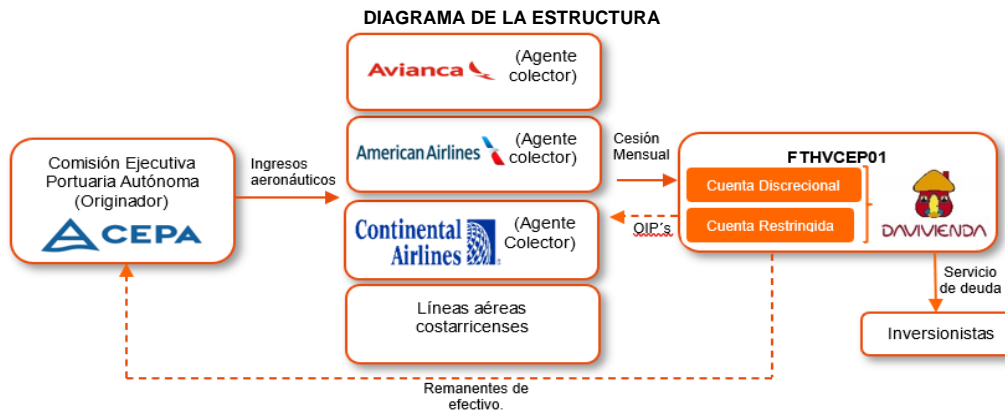 DIAGRAMA DE LA ESTRUCTURA
Avianca
(Agente
colector)
American Airlines
(Agente
colector)
Continental
Airlines
(Agente
Colector)
Líneas aéreas
costarricenses
Comisión Ejecutiva
Portuaria Autónoma
(Originador)
CEPA
Ingresos
aeronáuticos
Cesión
Mensual
OIP´s
FTHVCEP01
Cuenta Discrecional
Cuenta Restringida
DAVIVIENDA
Servicio
de deuda
Inversionistas
Remanentes de
efectivo.